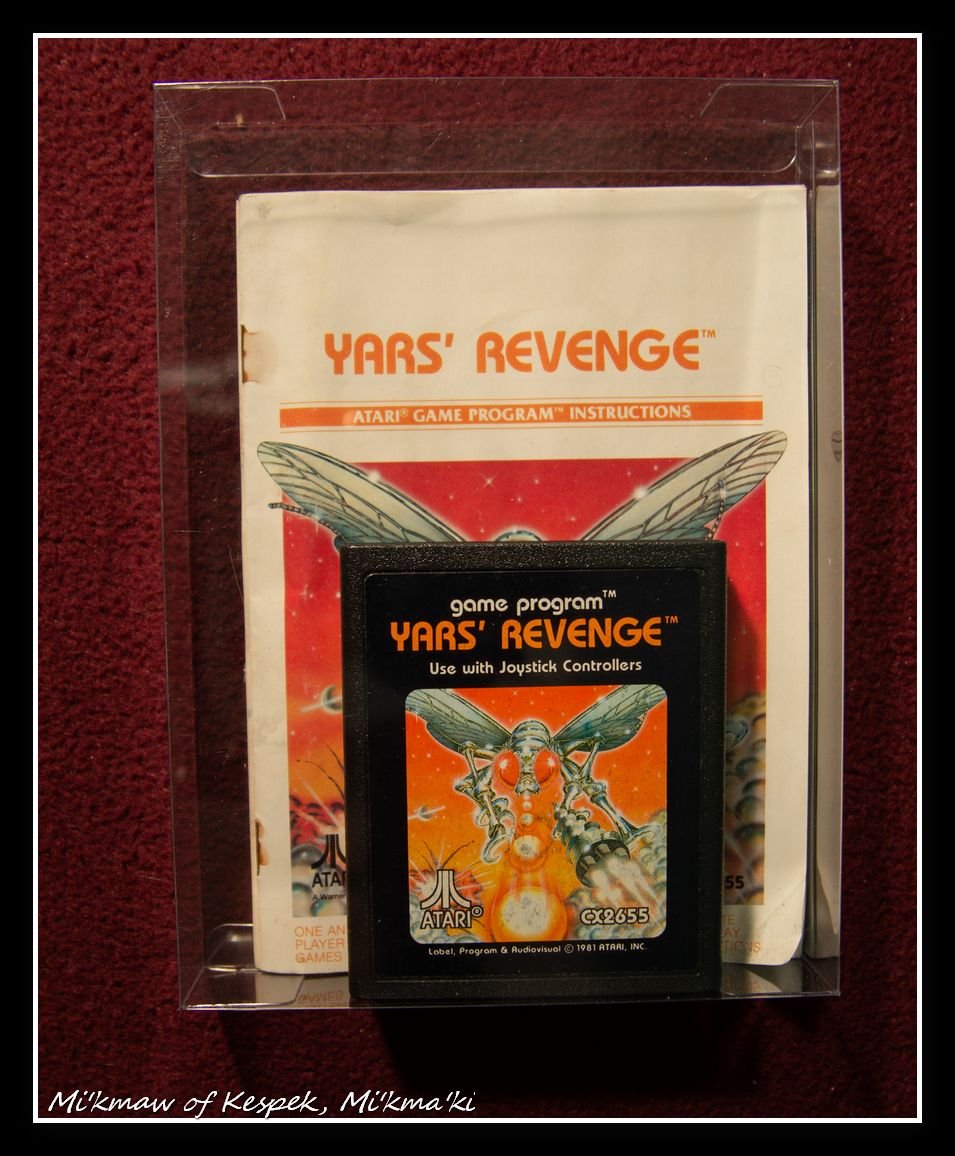 YARS' REVENGE™
ATARI® GAME PROGRAM™ INSTRUCTIONS
game program™
YARS' REVENGE™
Use with Joystick Controllers
ATARI®
CX2655
Label, Program & Audiovisual © 1981 ATARI, INC.
ATARI
A Warner
55
ONE AN
PLAYER
GAMES
Mi'kmaw of Kespek, Mi'kma'ki